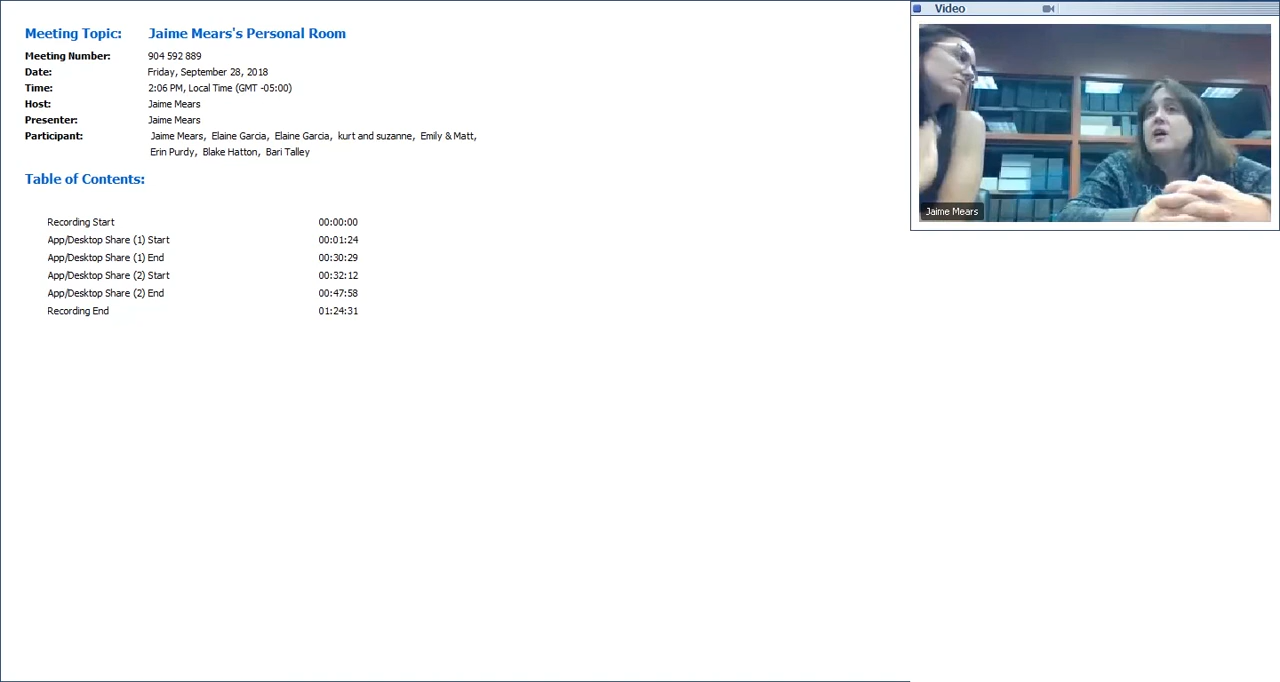 Meeting Topic: Jaime Mears's Personal Room
Meeting Number: 904 592 889
Date: Friday, September 28, 2018
Time: 2:06 PM, Local Time (GMT -05:00)
Host: Jaime Mears
Presenter: Jaime Mears
Participant: Jaime Mears, Elaine Garcia, Elaine Garcia, kurt and suzanne, Emily & Matt,
Erin Purdy, Blake Hatton, Bari Talley
Table of Contents:
Recording Start 00:00:00
App/Desktop Share (1) Start 00:01:24
App/Desktop Share (1) End 00:30:29
App/Desktop Share (2) Start 00:32:12
App/Desktop Share (2) End 00:47:58
Recording End 01:24:31
Video
Jaime Mears